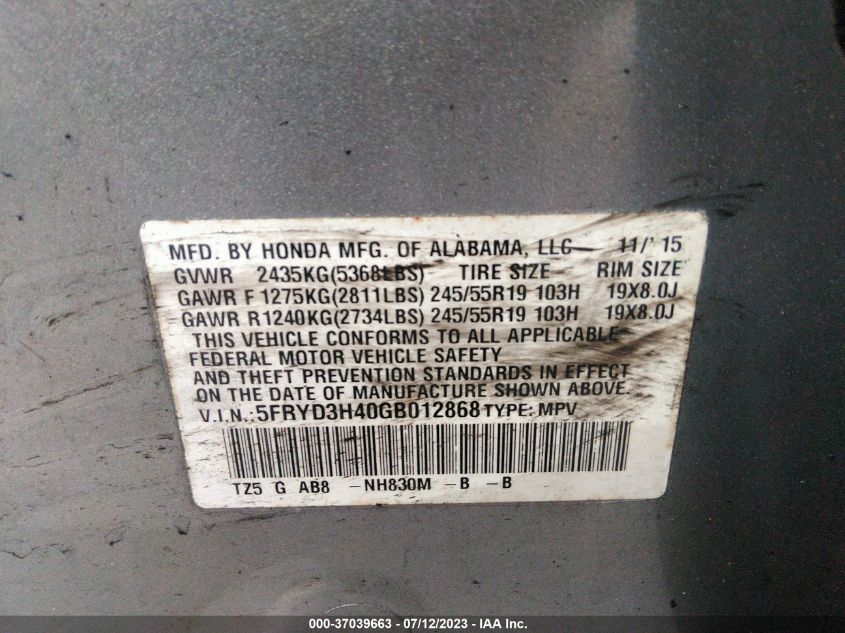 MFD. BY HONDA MFG. OF ALABAMA, LLC 11/'15
GVWR 2435KG(5368LBS) TIRE SIZE RIM SIZE
GAWR F 1275KG(2811LBS) 245/55R19 103H 19X8.0J
GAWR R1240KG(2734LBS) 245/55R19 103H 19X8.0J
THIS VEHICLE CONFORMS TO ALL APPLICABLE
FEDERAL MOTOR VEHICLE SAFETY
AND THEFT PREVENTION STANDARDS IN EFFECT
ON THE DATE OF MANUFACTURE SHOWN ABOVE.
V.I.N.:5FRYD3H40GB012868 TYPE: MPV
TZ5 G AB8 -NH830M -B -B
000-37039663 - 07/12/2023 - IAA Inc.